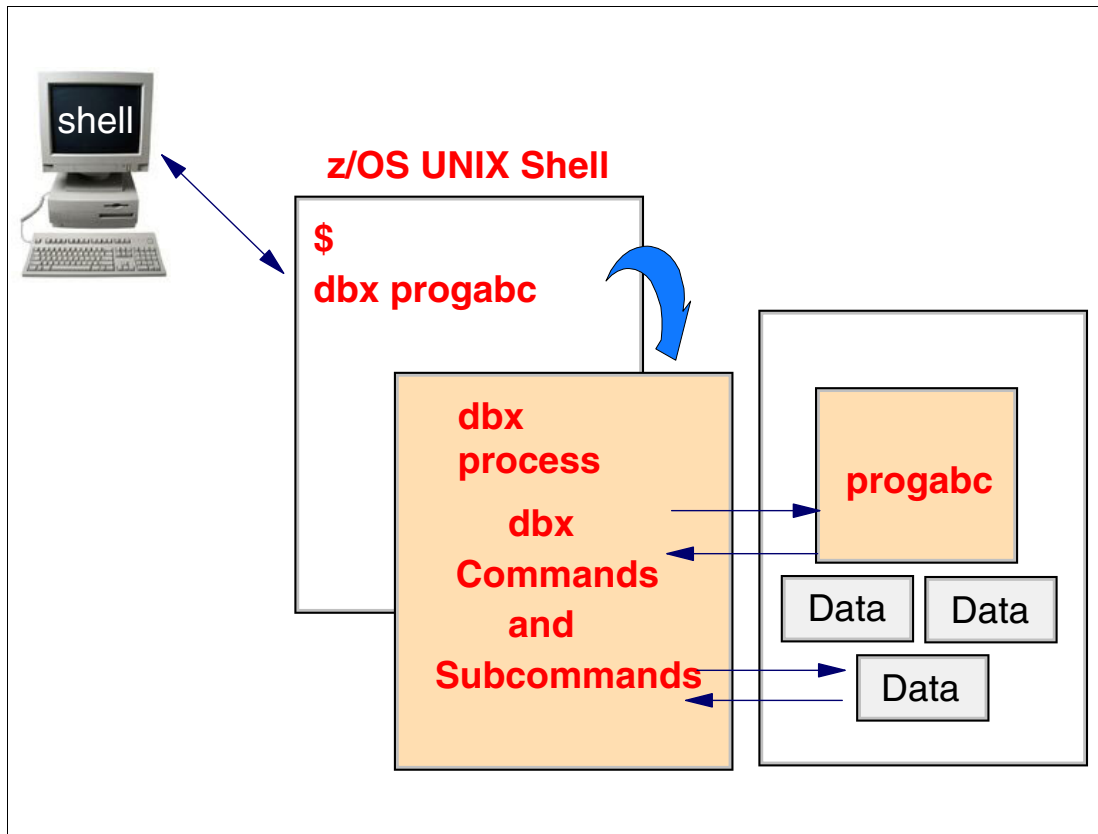 shell
z/OS UNIX Shell
$
dbx progabc
dbx
process
dbx
Commands
and
Subcommands
progabc
Data
Data
Data